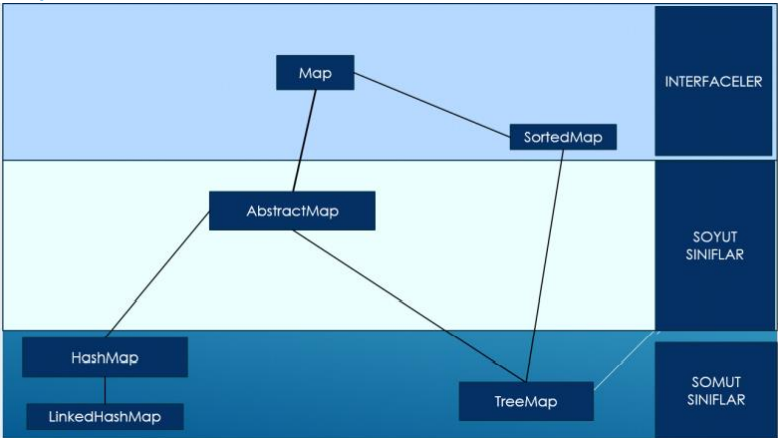 Map
INTERFACELER
SortedMap
AbstractMap
SOYUT
SINIFLAR
HashMap
LinkedHashMap
TreeMap
SOMUT
SINIFLAR